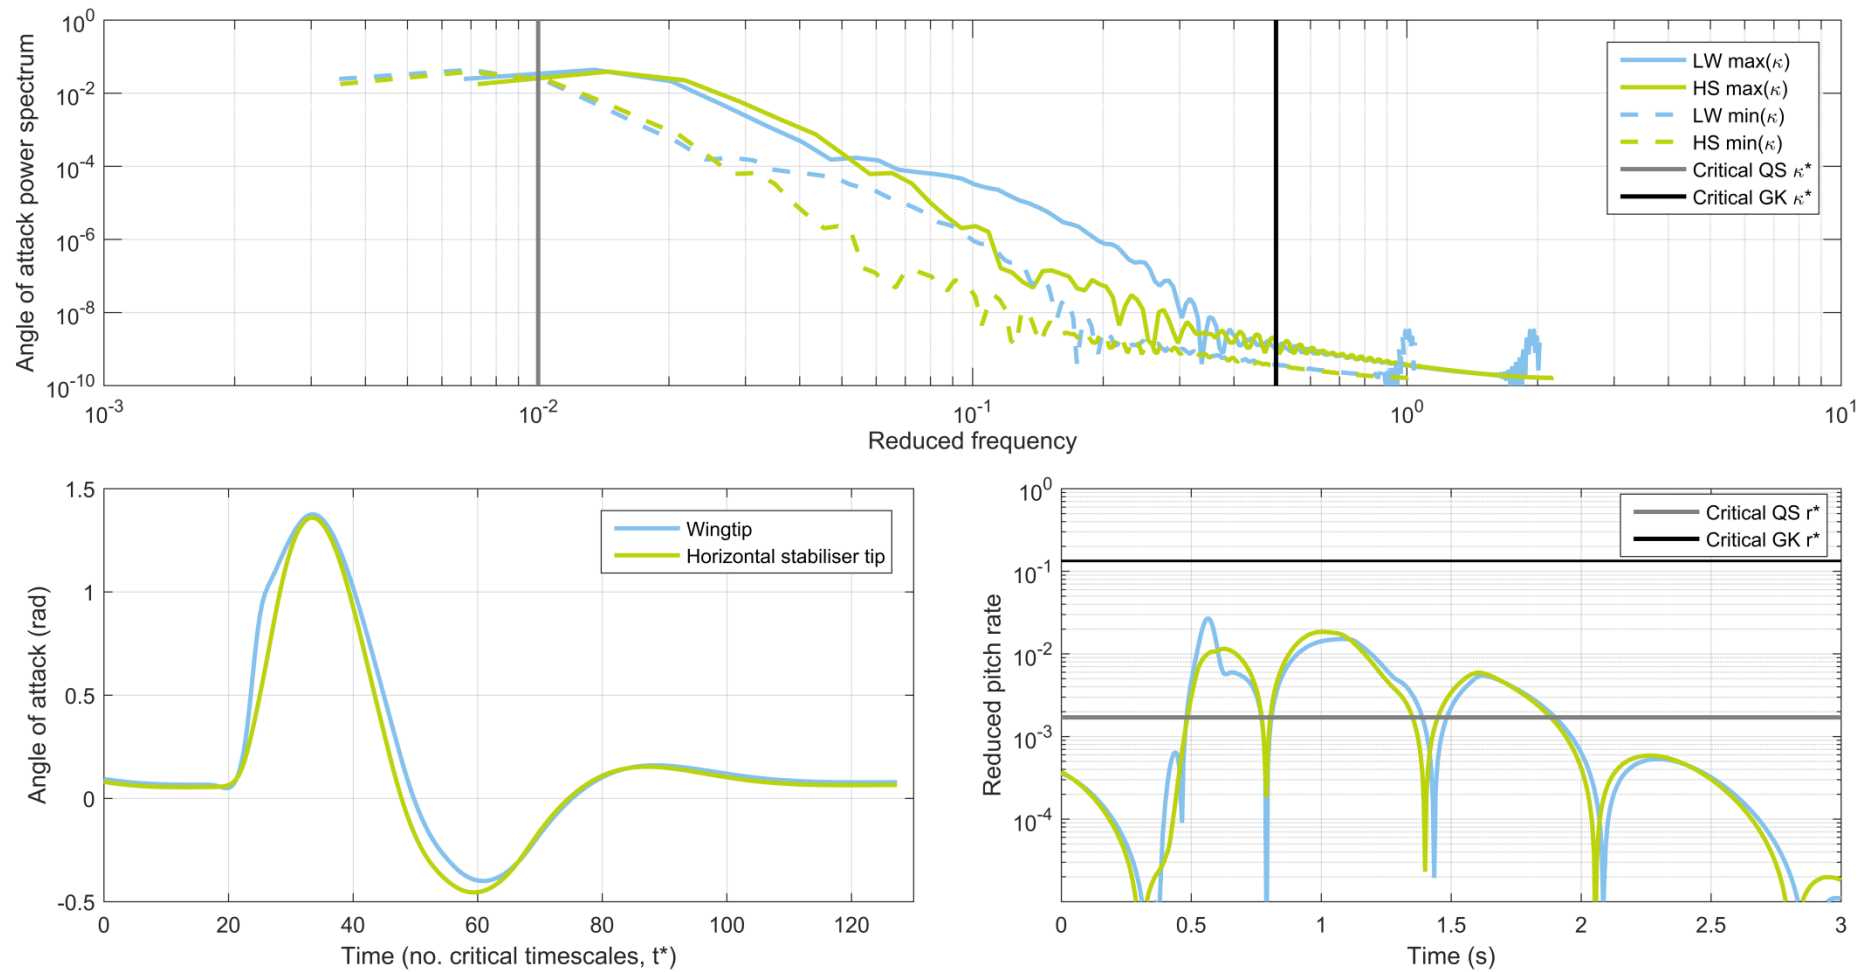 Angle of attack power spectrum
10^0
10^-2
10^-4
10^-6
10^-8
10^-10
10^-3
10^-2
10^-1
10^0
10^1
Reduced frequency
LW max(κ)
HS max(κ)
LW min(κ)
HS min(κ)
Critical QS κ*
Critical GK κ*
Angle of attack (rad)
1.5
1
0.5
0
-0.5
0
20
40
60
80
100
120
Time (no. critical timescales, t*)
Wingtip
Horizontal stabiliser tip
Reduced pitch rate
10^0
10^-1
10^-2
10^-3
10^-4
0
0.5
1
1.5
2
2.5
3
Time (s)
Critical QS r*
Critical GK r*